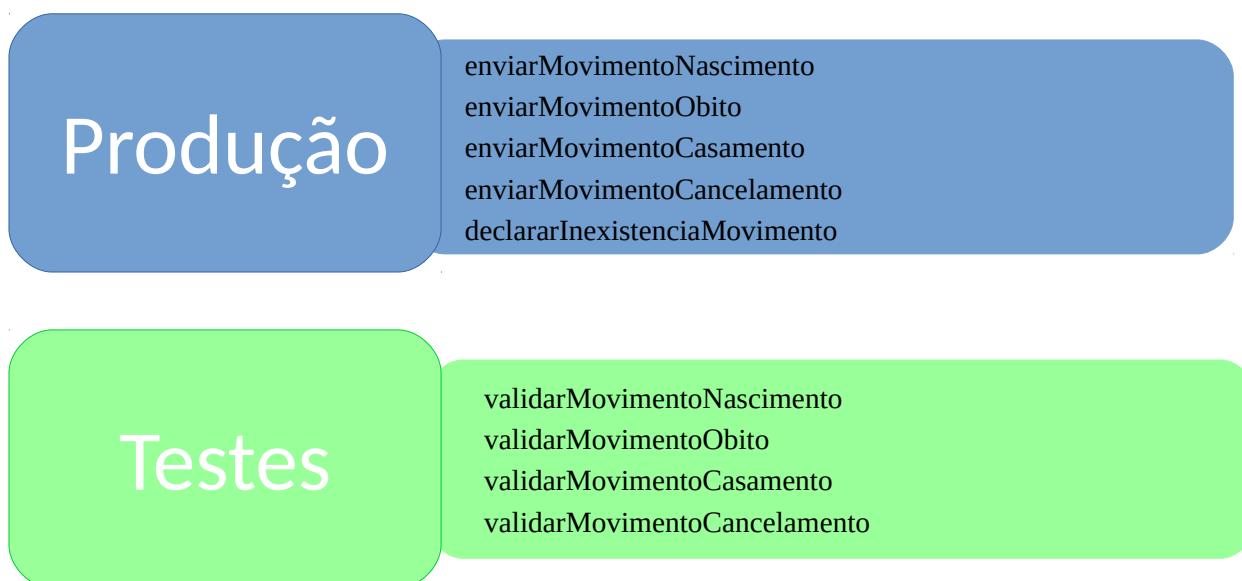 Produção
enviarMovimentoNascimento
enviarMovimentoObito
enviarMovimentoCasamento
enviarMovimentoCancelamento
declararInexistenciaMovimento
Testes
validarMovimentoNascimento
validarMovimentoObito
validarMovimentoCasamento
validarMovimentoCancelamento